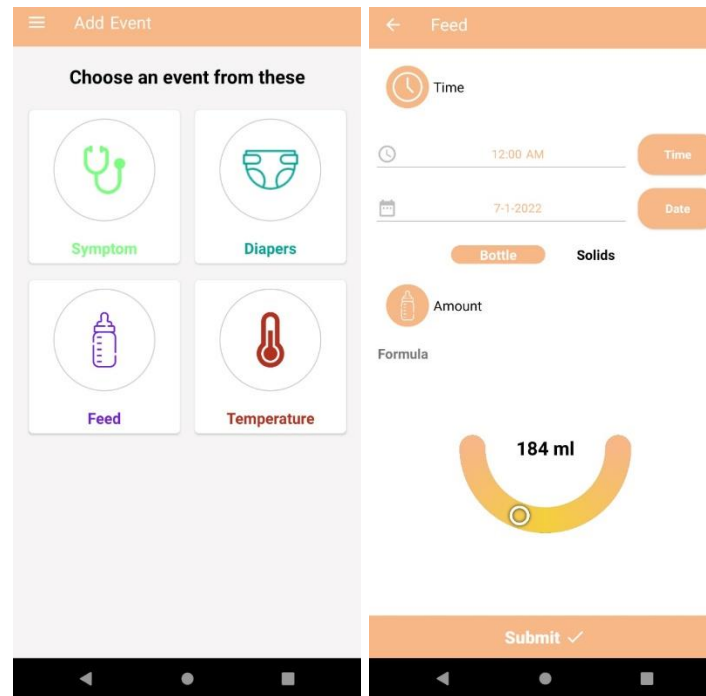 Add Event
Choose an event from these
Symptom
Diapers
Feed
Temperature
Feed
Time
12:00 AM
Time
7-1-2022
Date
Bottle
Solids
Amount
Formula
184 ml
Submit